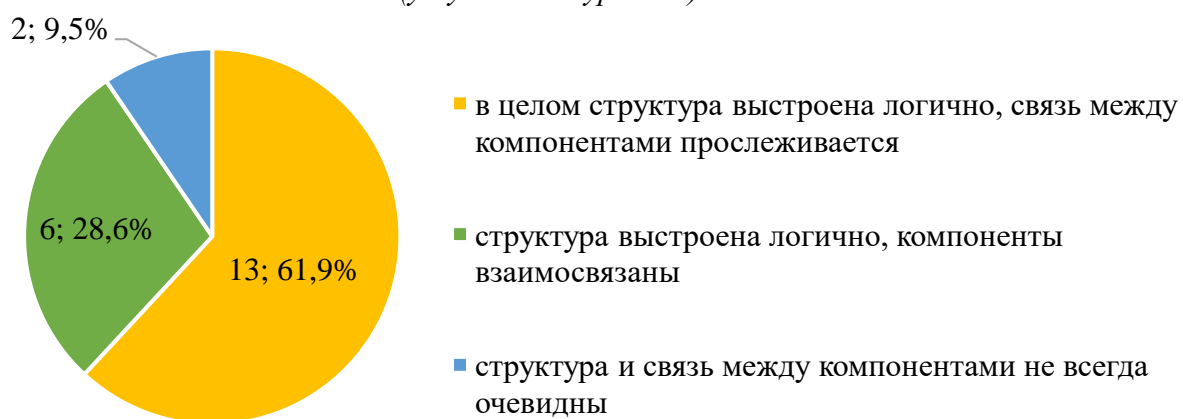 2; 9,5%
6; 28,6%
13; 61,9%
в целом структура выстроена логично, связь между
компонентами прослеживается
структура выстроена логично, компоненты
взаимосвязаны
структура и связь между компонентами не всегда
очевидны